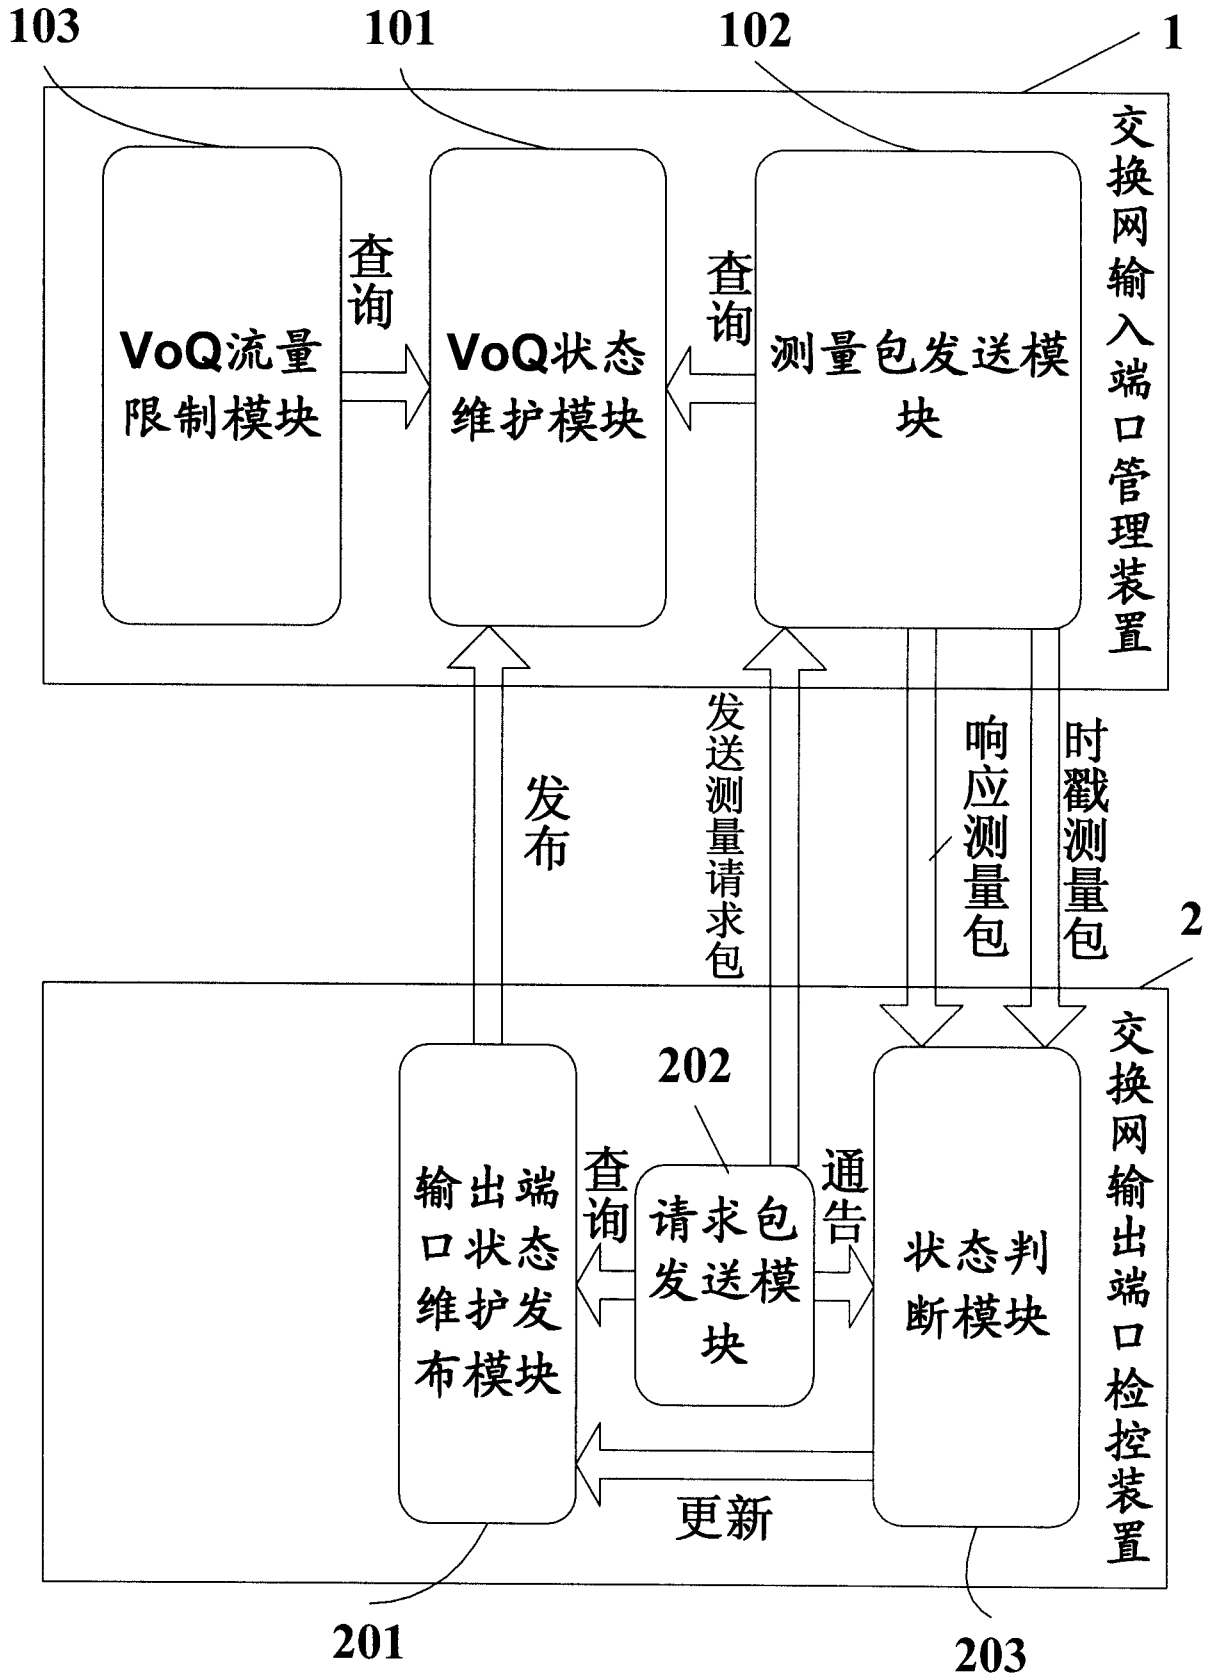 103
101
102
1
交换网输入端口管理装置
查询
查询
VoQ流量
限制模块
VoQ状态
维护模块
测量包发送模
块
发布
发送测量请求包
响应测量包
时戳测量包
2
交换网输出端口检控装置
202
查询
通告
输出端
口状态
维护发
布模块
请求包
发送模
块
状态判
断模块
更新
201
203